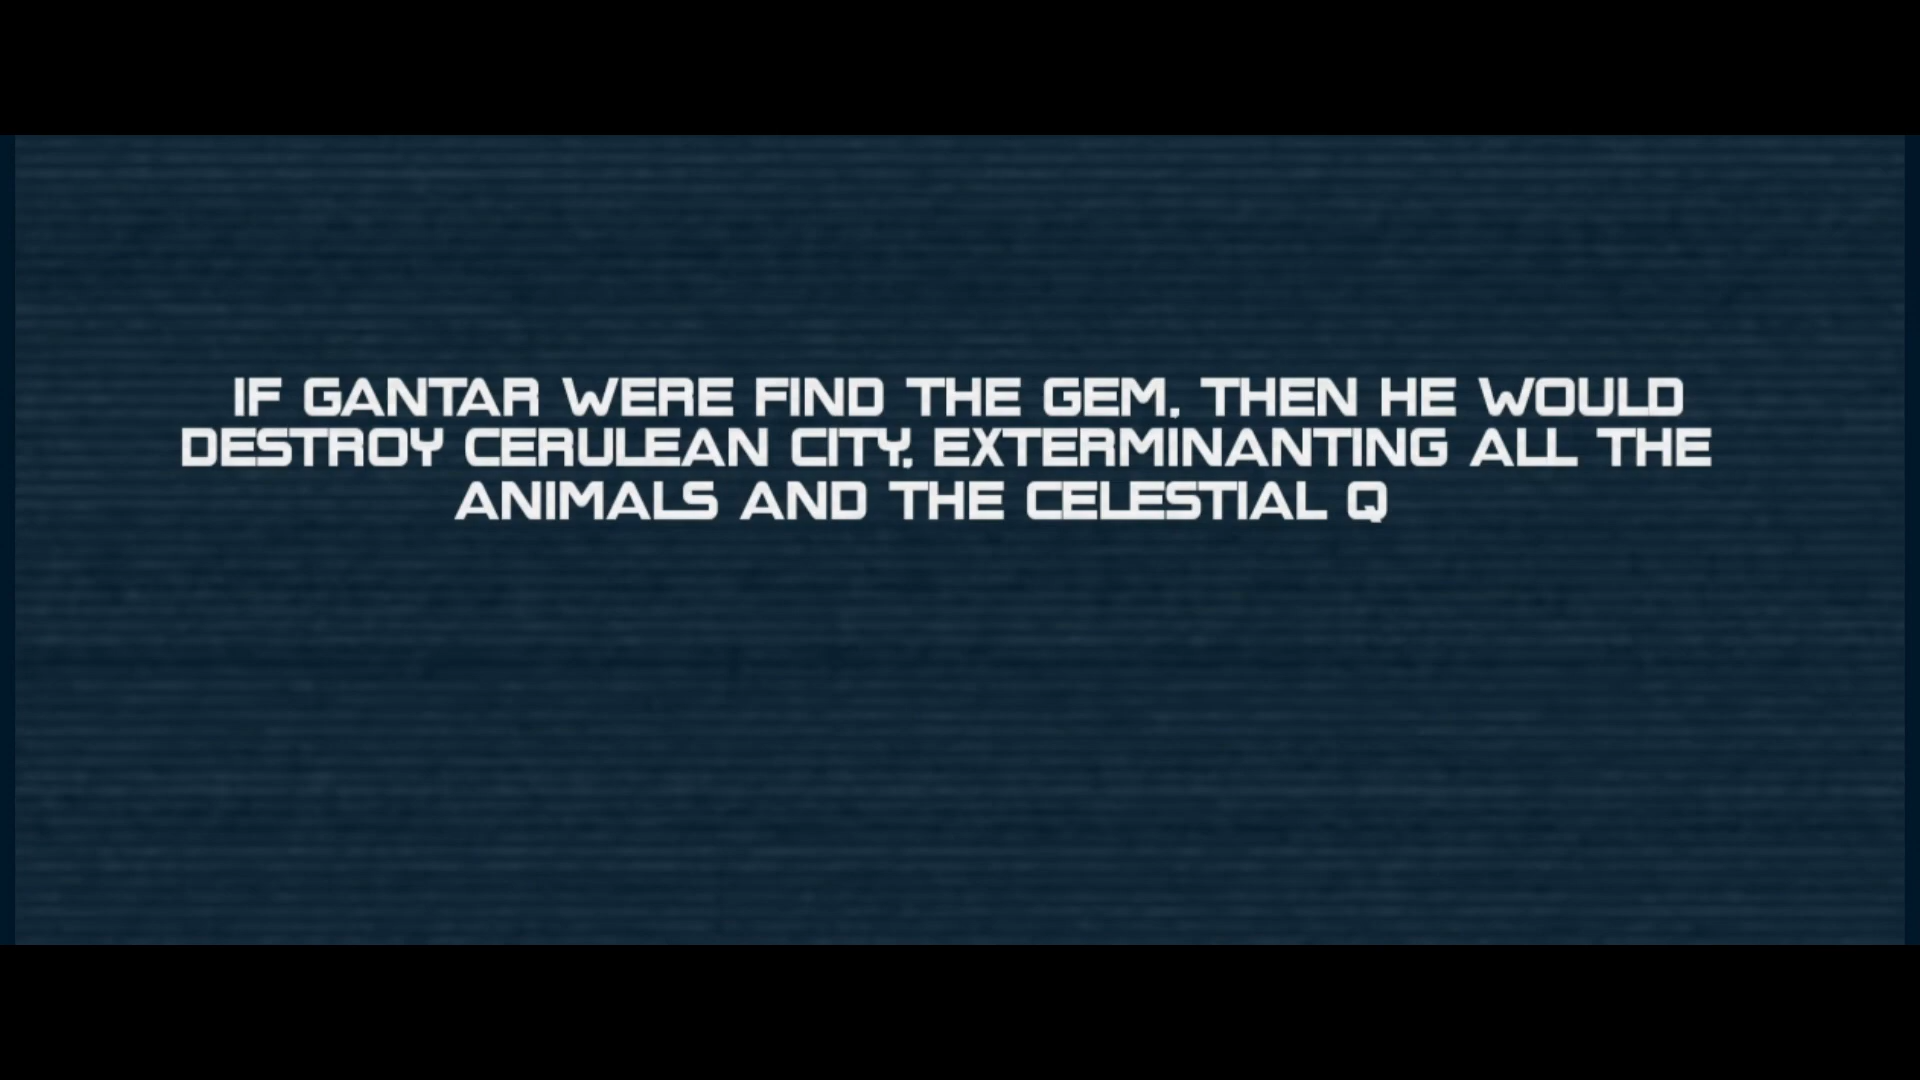 IF GANTAR WERE FIND THE GEM, THEN HE WOULD
DESTROY CERULEAN CITY, EXTERMINANTING ALL THE
ANIMALS AND THE CELESTIAL Q